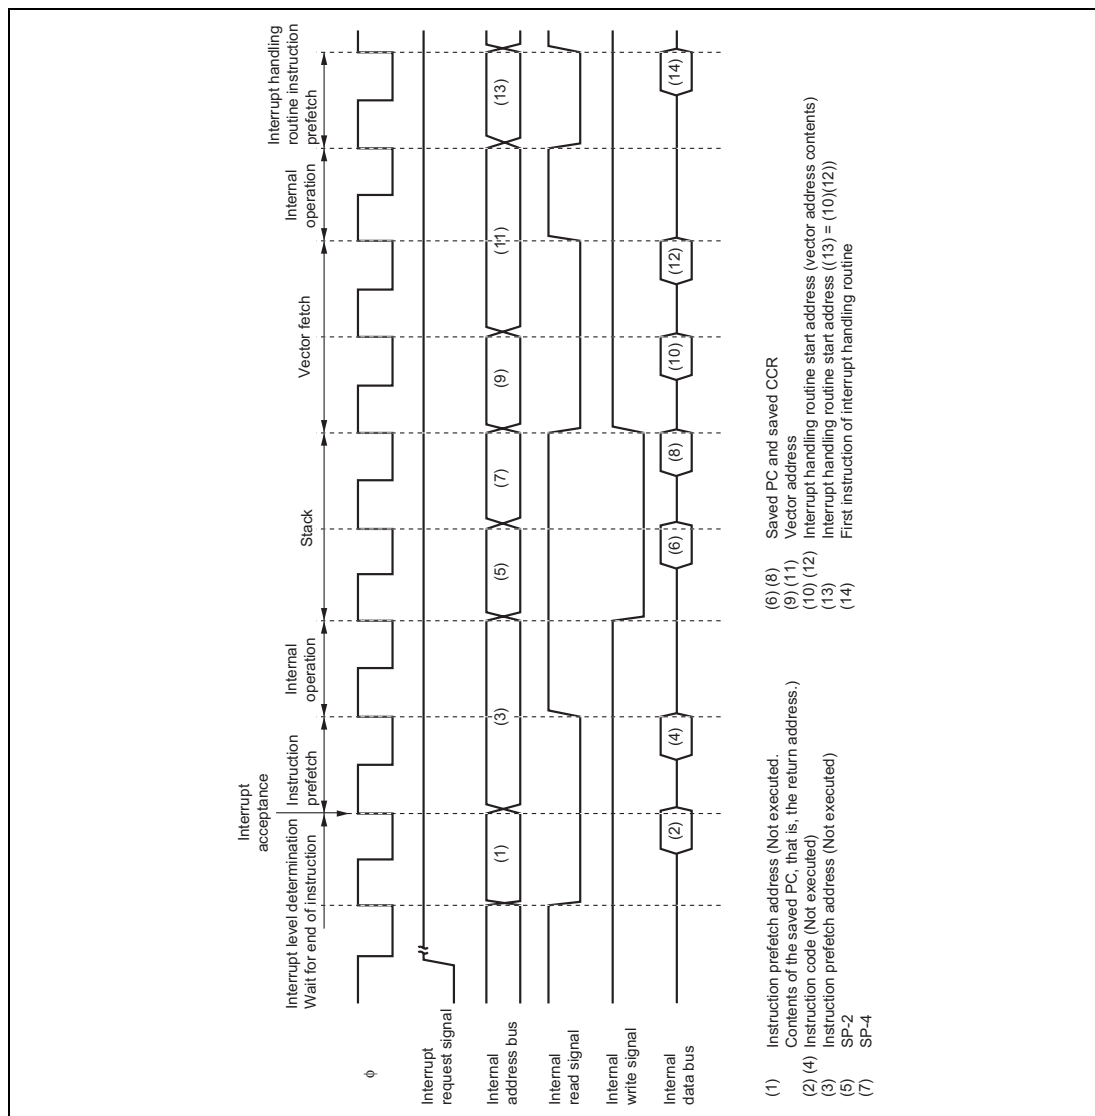 Interrupt
acceptance
Interrupt level determination
Wait for end of instruction
Instruction
prefetch
Internal
operation
Stack
Vector fetch
Internal
operation
Interrupt handling
routine instruction
prefetch
φ
Interrupt
request signal
Internal
address bus
(1)
(3)
(5)
(7)
(9)
(11)
(13)
Internal
read signal
Internal
write signal
Internal
data bus
(2)
(4)
(6)
(8)
(10)
(12)
(14)
(1) Instruction prefetch address (Not executed.
Contents of the saved PC, that is, the return address.)
(2) (4) Instruction code (Not executed)
(3) Instruction prefetch address (Not executed)
(5) SP-2
(7) SP-4
(6) (8) Saved PC and saved CCR
(9) (11) Vector address
(10) (12) Interrupt handling routine start address (vector address contents)
(13) Interrupt handling routine start address ((13) = (10)(12))
(14) First instruction of interrupt handling routine